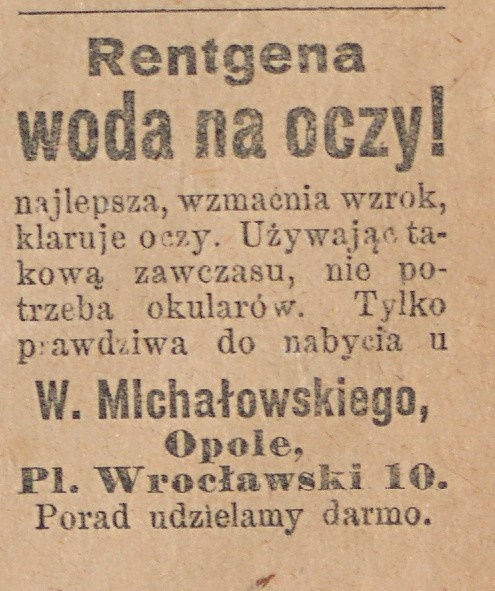 Rentgena
woda na oczy!
najlepsza, wzmacnia wzrok,
klaruje oczy. Używając ta-
kową zawczasu, nie po-
trzeba okularów. Tylko
prawdziwa do nabycia u
W. Michałowskiego,
Opole,
Pl. Wrocławski 10.
Porad udzielamy darmo.